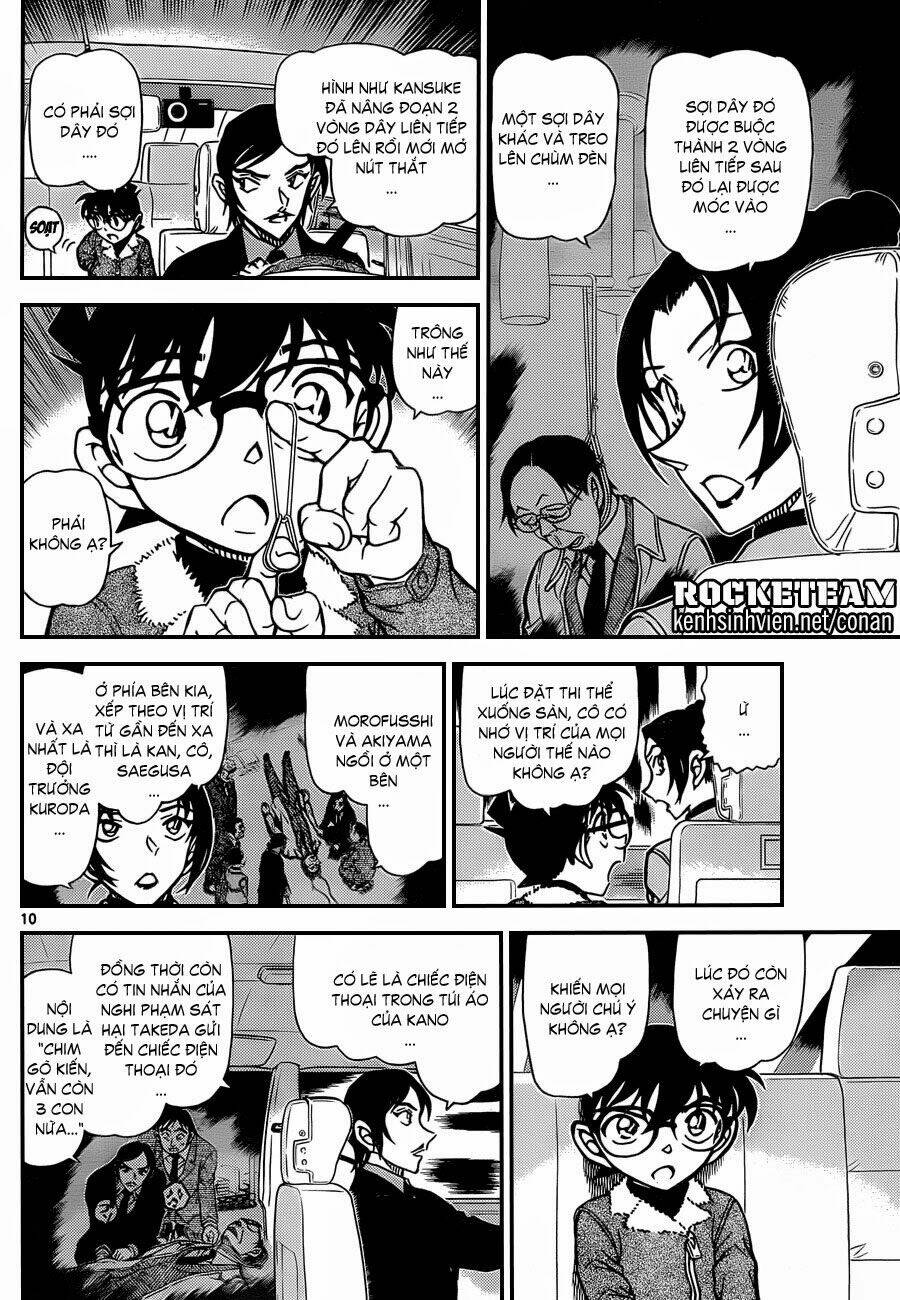 SỢI DÂY ĐÓ
ĐƯỢC BUỘC
THÀNH 2 VÒNG
LIÊN TIẾP SAU
ĐÓ LẠI ĐƯỢC
MÓC VÀO
...
MỘT SỢI DÂY
KHÁC VÀ TREO
LÊN CHÙM ĐÈN
...
HÌNH NHƯ KANSUKE
ĐÃ NÂNG ĐOẠN 2
VÒNG DÂY LIÊN TIẾP
ĐÓ LÊN RỒI MỚI MỞ
NÚT THẮT
...
CÓ PHẢI SỢI
DÂY ĐÓ
....
SOẠT
TRÔNG
NHƯ THẾ
NÀY
...
PHẢI
KHÔNG Ạ?
ROCKETEAM
kenhsinhvien.net/conan
Ừ
...
LÚC ĐẶT THI THỂ
XUỐNG SÀN, CÔ CÓ
NHỚ VỊ TRÍ CỦA MỌI
NGƯỜI THẾ NÀO
KHÔNG Ạ?
MOROFUSSHI
VÀ AKIYAMA
NGỒI Ở MỘT
BÊN
...
Ở PHÍA BÊN KIA,
XẾP THEO VỊ TRÍ
TỪ GẦN ĐẾN XA
THÌ LÀ KAN, CÔ,
SAEGUSA
...
VÀ XA
NHẤT LÀ
ĐỘI
TRƯỞNG
KURODA
...
10
LÚC ĐÓ CÒN
XẢY RA
CHUYỆN GÌ
...
KHIẾN MỌI
NGƯỜI CHÚ Ý
KHÔNG Ạ?
CÓ LẼ LÀ CHIẾC ĐIỆN
THOẠI TRONG TÚI ÁO
CỦA KANO
...
ĐỒNG THỜI CÒN
CÓ TIN NHẮN CỦA
NGHI PHẠM SÁT
HẠI TAKEDA GỬI
ĐẾN CHIẾC ĐIỆN
THOẠI ĐÓ
...
NỘI
DUNG LÀ
"CHIM
GÕ KIẾN,
VẪN CÒN
3 CON
NỮA..."